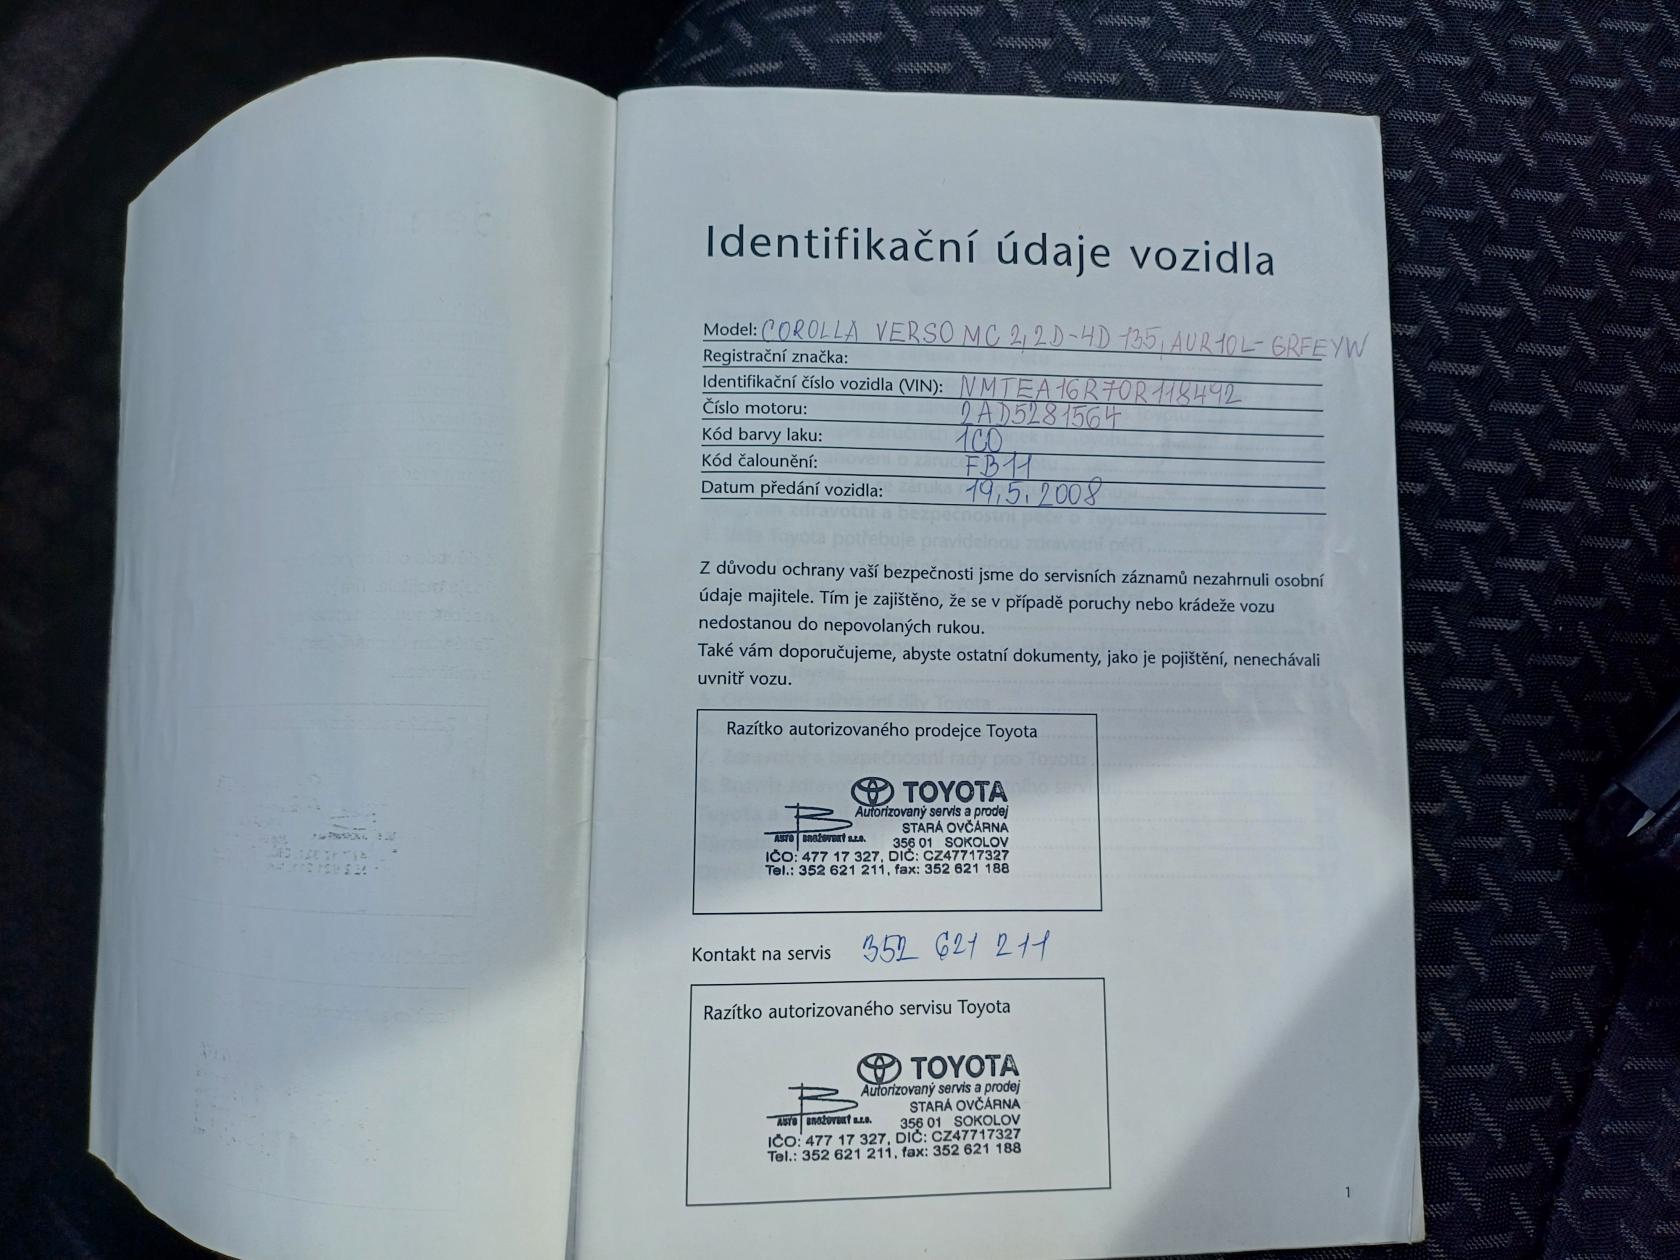 Identifikační údaje vozidla
Model: COROLLA VERSO MC 2,2D-4D 135, AUR10L-GRFEYW
Registrační značka:
Identifikační číslo vozidla (VIN): NMTEA16R70R118492
Číslo motoru: 2AD5281564
Kód barvy laku: 1C0
Kód čalounění: FB11
Datum předání vozidla: 19.5.2008
Z důvodu ochrany vaší bezpečnosti jsme do servisních záznamů nezahrnuli osobní
údaje majitele. Tím je zajištěno, že se v případě poruchy nebo krádeže vozu
nedostanou do nepovolaných rukou.
Také vám doporučujeme, abyste ostatní dokumenty, jako je pojištění, nenechávali
uvnitř vozu.
Razítko autorizovaného prodejce Toyota
TOYOTA
Autorizovaný servis a prodej
STARÁ OVČÁRNA
AUTO BROŽOVSKÝ s.r.o. 356 01 SOKOLOV
IČO: 477 17 327, DIČ: CZ47717327
Tel.: 352 621 211, fax: 352 621 188
Kontakt na servis 352 621 211
Razítko autorizovaného servisu Toyota
TOYOTA
Autorizovaný servis a prodej
STARÁ OVČÁRNA
AUTO BROŽOVSKÝ s.r.o. 356 01 SOKOLOV
IČO: 477 17 327, DIČ: CZ47717327
Tel.: 352 621 211, fax: 352 621 188
1